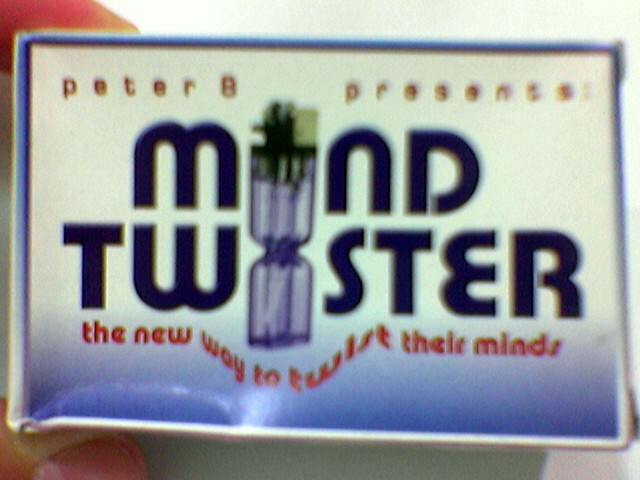 peter B presents:
MIND
TWISTER
the new way to twist their minds